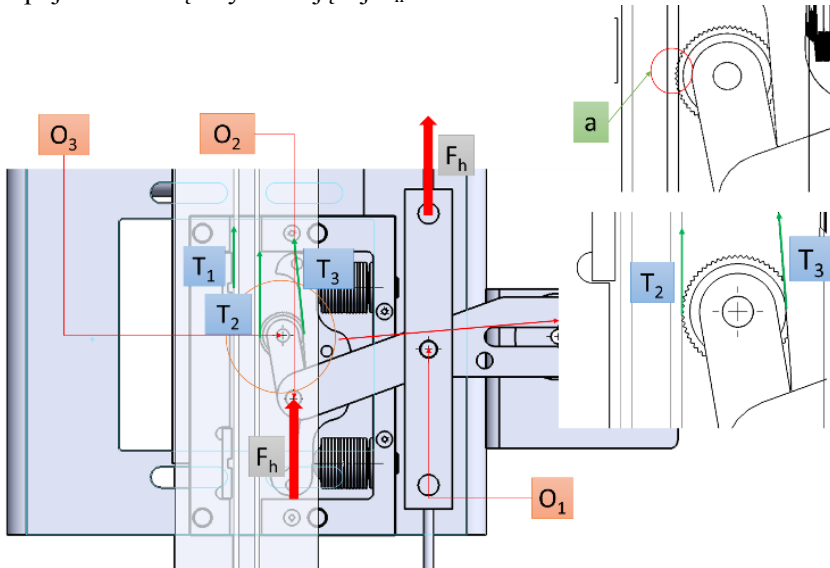 O₃
O₂
a
Fₕ
T₁
T₃
T₂
T₂
T₃
Fₕ
O₁